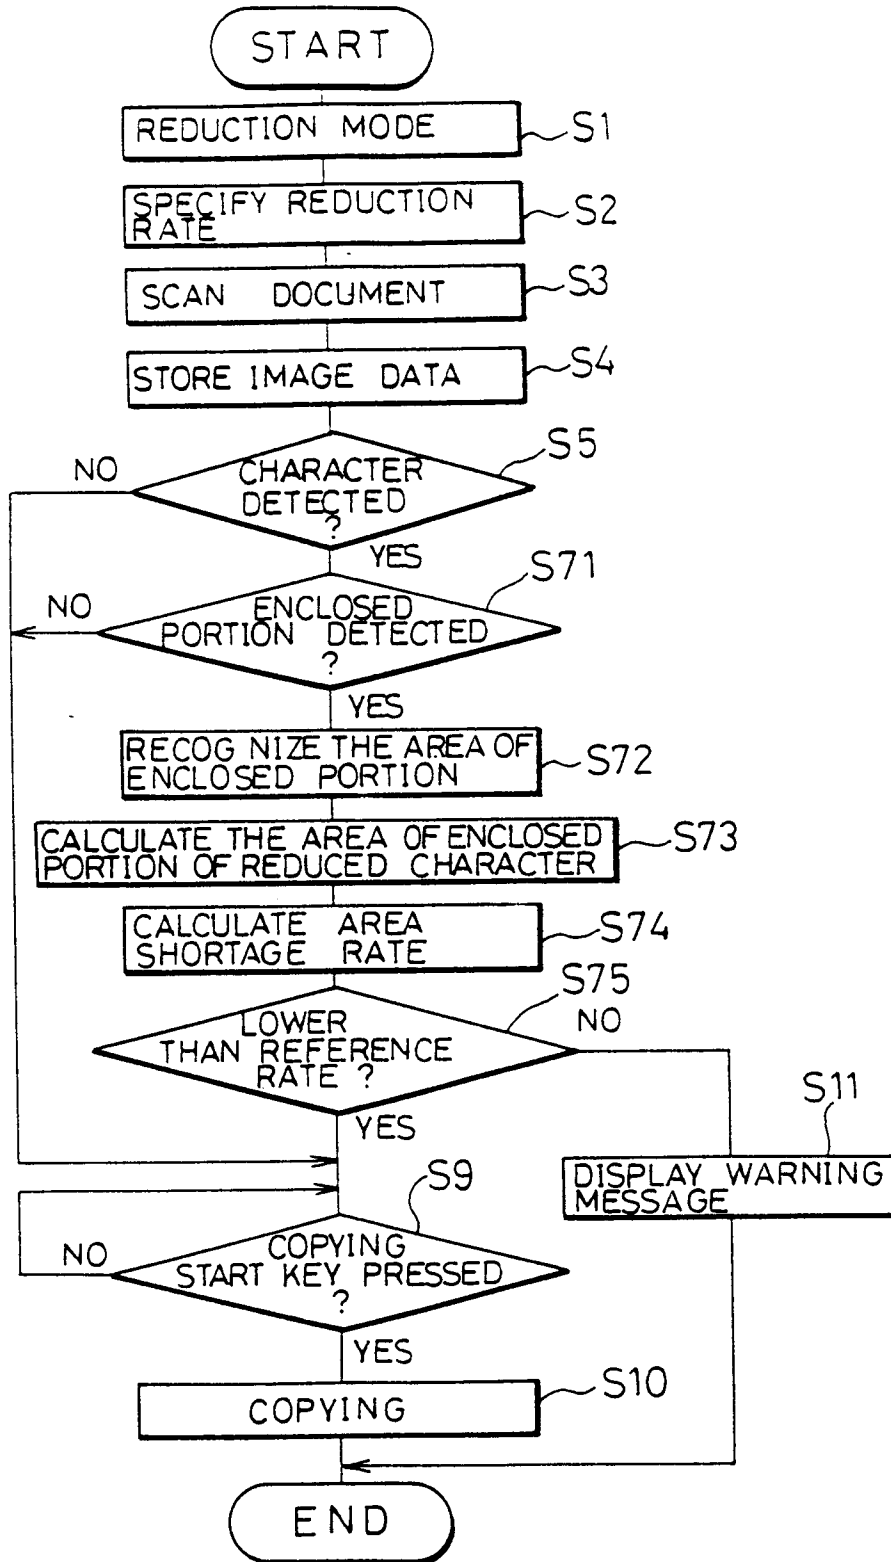 START
REDUCTION MODE
S1
SPECIFY REDUCTION
RATE
S2
SCAN DOCUMENT
S3
STORE IMAGE DATA
S4
S5
NO
CHARACTER
DETECTED
?
YES
S71
NO
ENCLOSED
PORTION DETECTED
?
YES
RECOG NIZE THE AREA OF
ENCLOSED PORTION
S72
CALCULATE THE AREA OF ENCLOSED
PORTION OF REDUCED CHARACTER
S73
CALCULATE AREA
SHORTAGE RATE
S74
S75
LOWER
THAN REFERENCE
RATE ?
NO
YES
S11
DISPLAY WARNING
MESSAGE
S9
NO
COPYING
START KEY PRESSED
?
YES
COPYING
S10
END